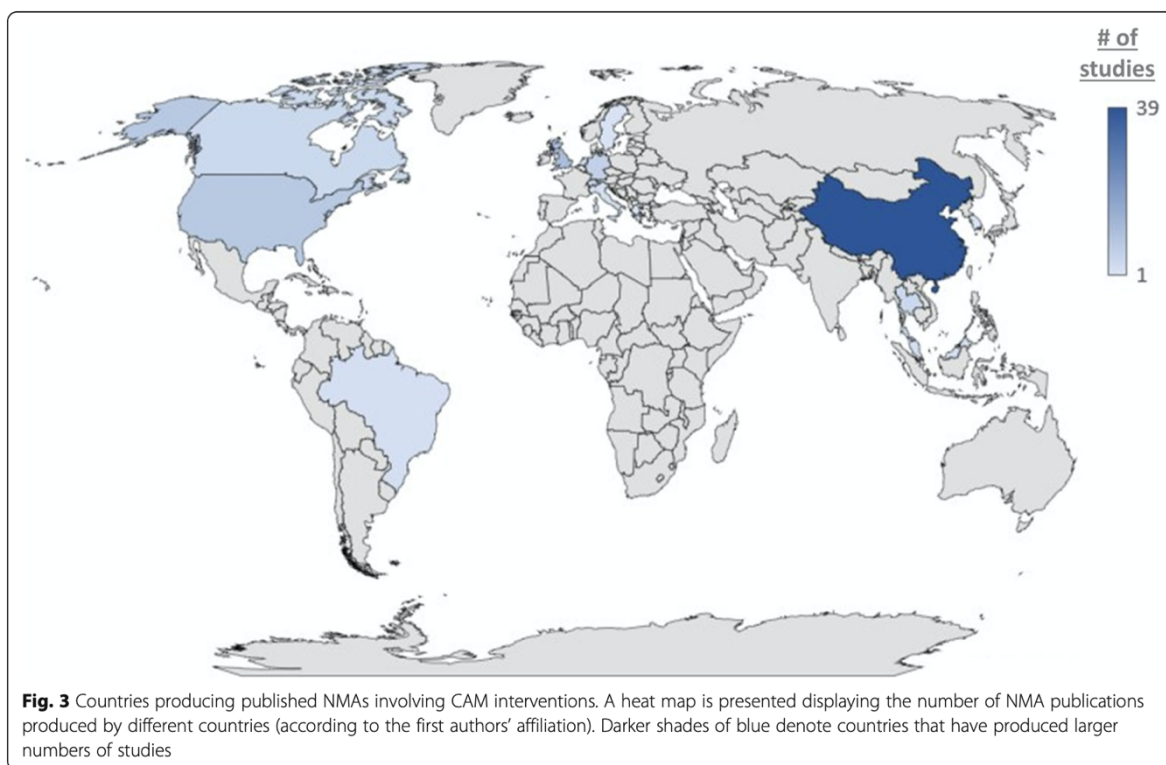 # of
studies
39
1
Fig. 3 Countries producing published NMAs involving CAM interventions. A heat map is presented displaying the number of NMA publications
produced by different countries (according to the first authors’ affiliation). Darker shades of blue denote countries that have produced larger
numbers of studies